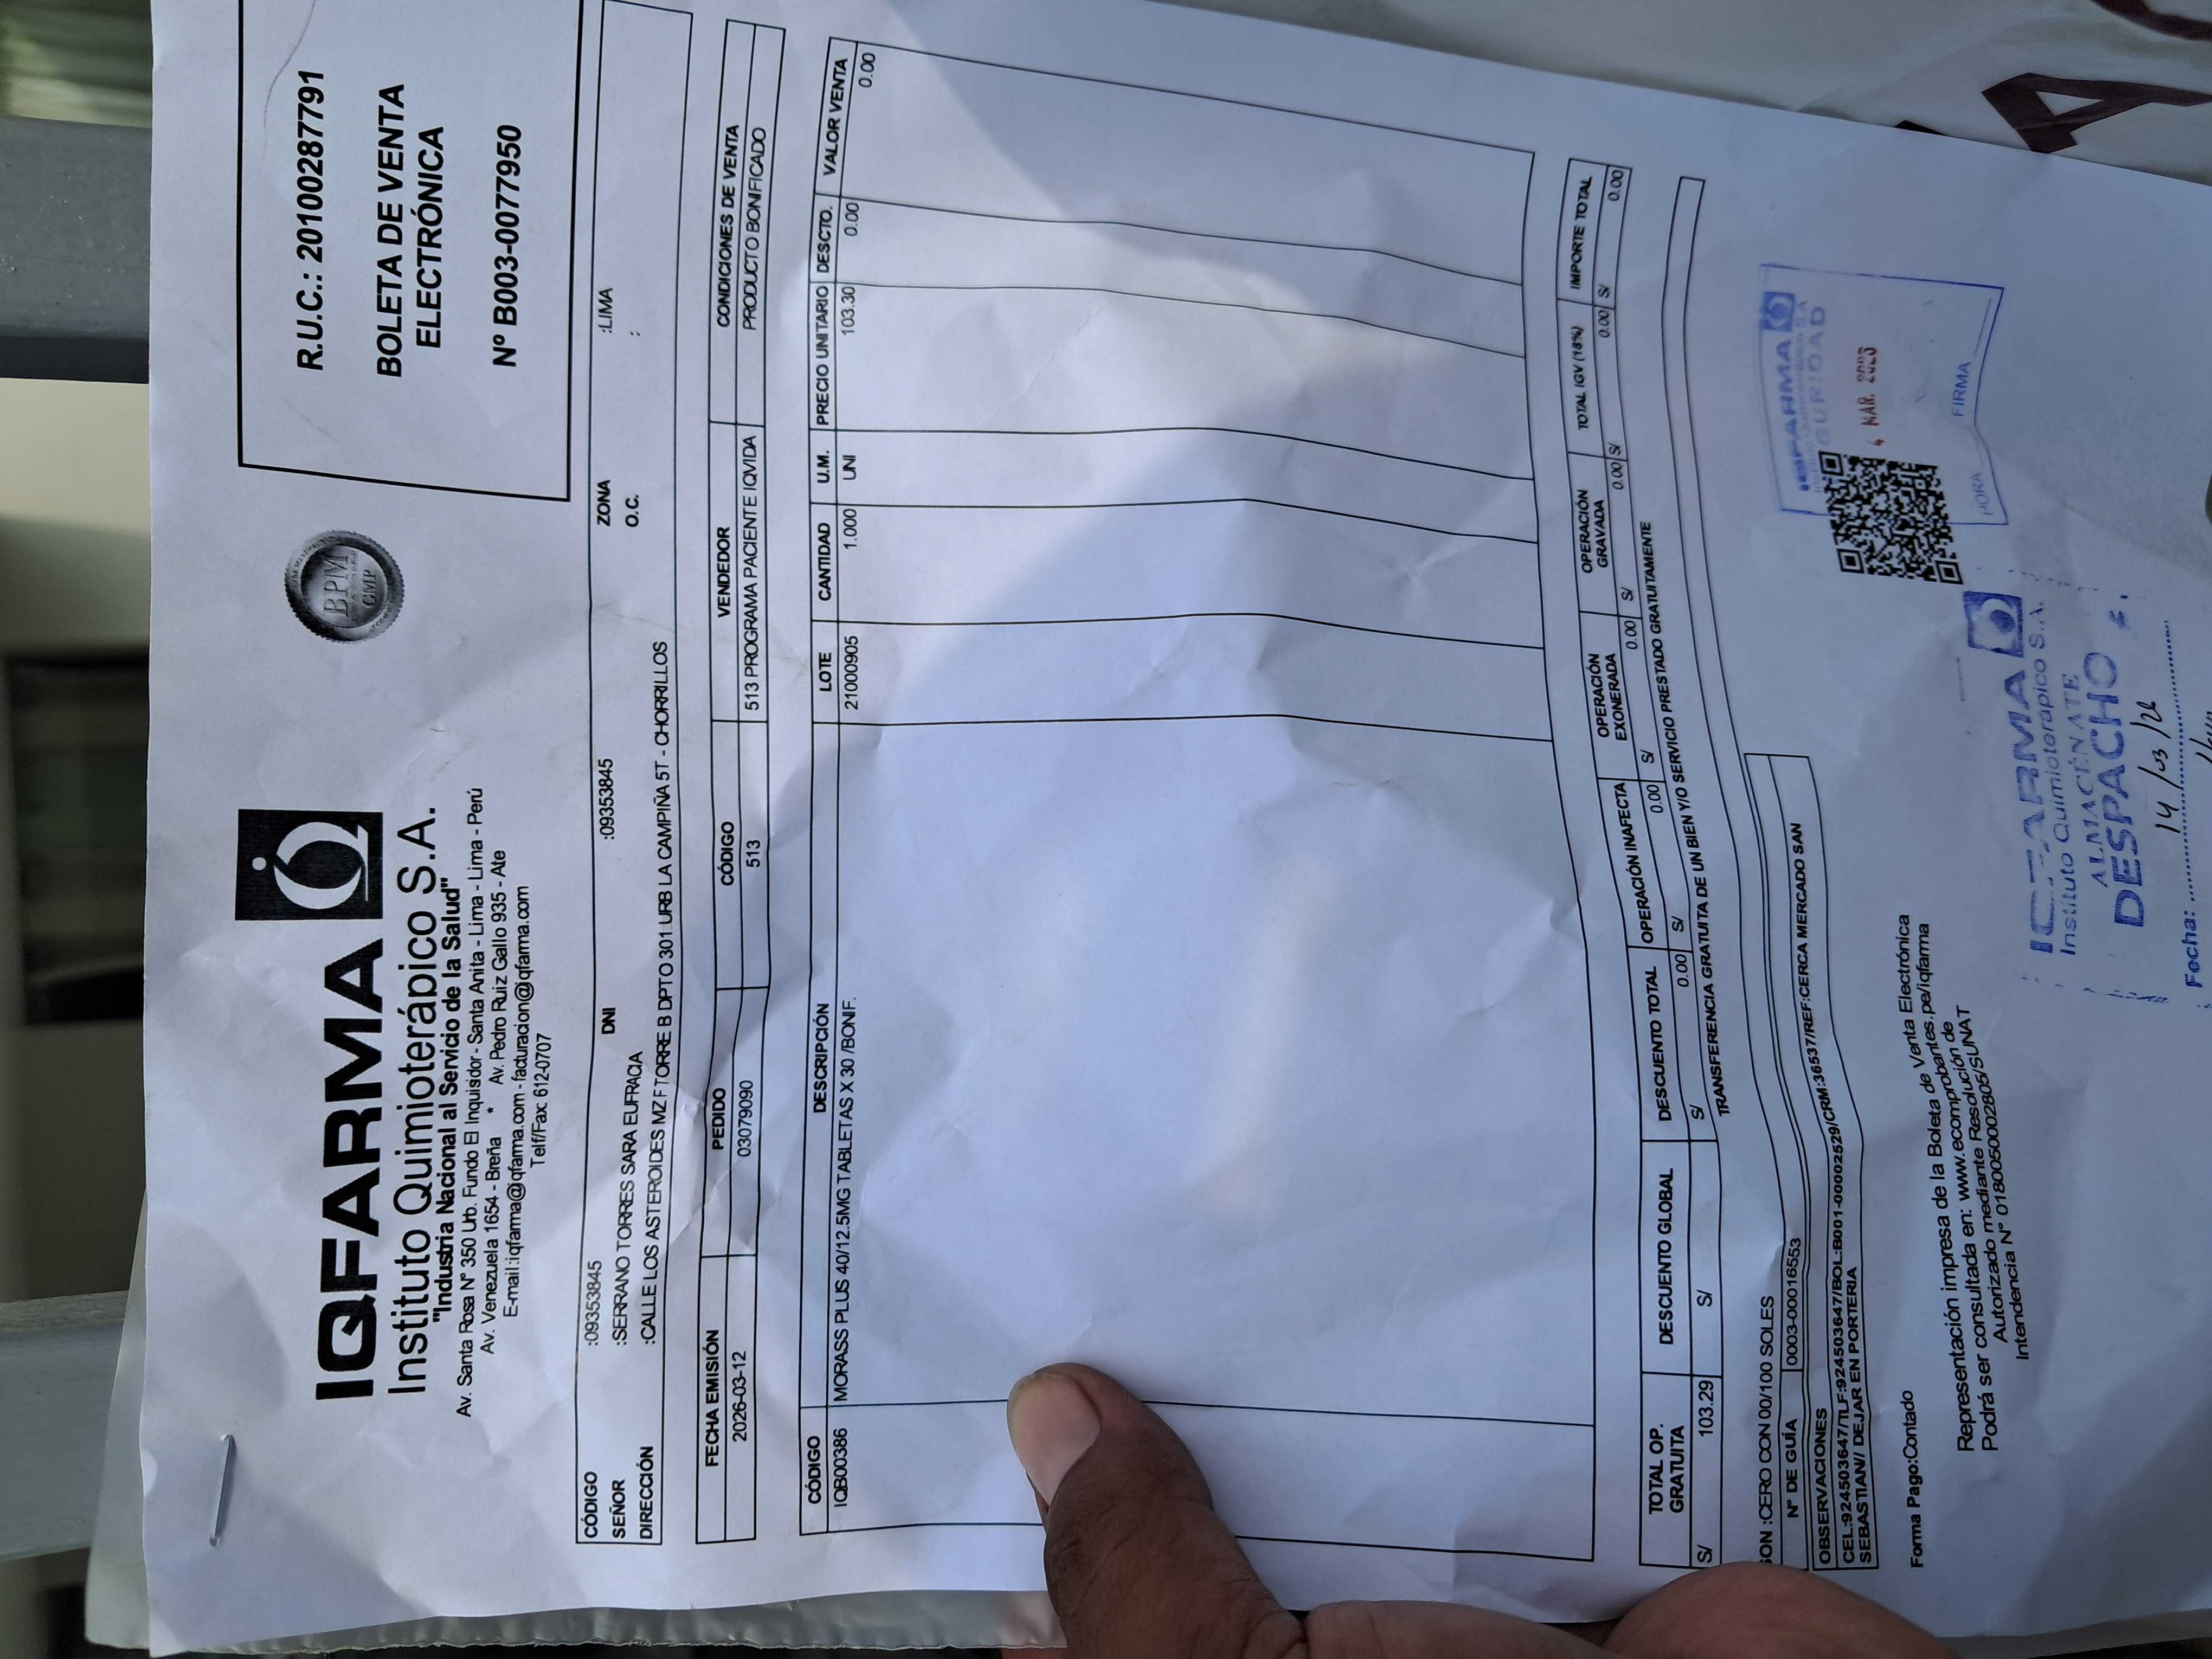 IQFARMA
Instituto Quimioterápico S.A.
"Industria Nacional al Servicio de la Salud"
Av. Santa Rosa N° 350 Urb. Fundo El Inquisidor - Santa Anita - Lima - Lima - Perú
Av. Venezuela 1654 - Breña * Av. Pedro Ruiz Gallo 935 - Ate
E-mail:iqfarma@iqfarma.com - facturacion@iqfarma.com
Telf/Fax: 612-0707
BPM
GMP
R.U.C.: 20100287791
BOLETA DE VENTA
ELECTRÓNICA
Nº B003-0077950
CÓDIGO :09353845 ZONA :LIMA
SEÑOR :SERRANO TORRES SARA EUFRACIA DNI :09353845 O.C. :
DIRECCIÓN :CALLE LOS ASTEROIDES MZ F TORRE B DPTO 301 URB LA CAMPIÑA 5T - CHORRILLOS
FECHA EMISIÓN PEDIDO CÓDIGO VENDEDOR CONDICIONES DE VENTA
2026-03-12 03079090 513 513 PROGRAMA PACIENTE IQVIDA PRODUCTO BONIFICADO
CÓDIGO DESCRIPCIÓN LOTE CANTIDAD U.M. PRECIO UNITARIO DESCTO. VALOR VENTA
IQB00386 MORASS PLUS 40/12.5MG TABLETAS X 30 /BONIF. 21000905 1.000 UNI 103.30 0.00 0.00
TOTAL OP. GRATUITA DESCUENTO GLOBAL DESCUENTO TOTAL OPERACIÓN INAFECTA OPERACIÓN EXONERADA OPERACIÓN GRAVADA TOTAL IGV (18%) IMPORTE TOTAL
S/ 103.29 S/ S/ 0.00 S/ 0.00 S/ 0.00 S/ 0.00 S/ 0.00 S/ 0.00
TRANSFERENCIA GRATUITA DE UN BIEN Y/O SERVICIO PRESTADO GRATUITAMENTE
SON :CERO CON 00/100 SOLES
N° DE GUÍA 0003-00016553
OBSERVACIONES
CEL:924503647/TLF:924503647/BOL:B001-00002529/CRM:36537/REF:CERCA MERCADO SAN
SEBASTIAN// DEJAR EN PORTERIA
Forma Pago:Contado
Representación impresa de la Boleta de Venta Electrónica
Podrá ser consultada en: www.ecomprobantes.pe/iqfarma
Autorizado mediante Resolución de
Intendencia N° 0180050002805/SUNAT
IQFARMA
SEGURIDAD
MAR. 2026
HORA FIRMA
IQFARMA
Instituto Quimioterápico S.A.
ALMACÉN ATE
DESPACHO
Fecha: 14/03/26